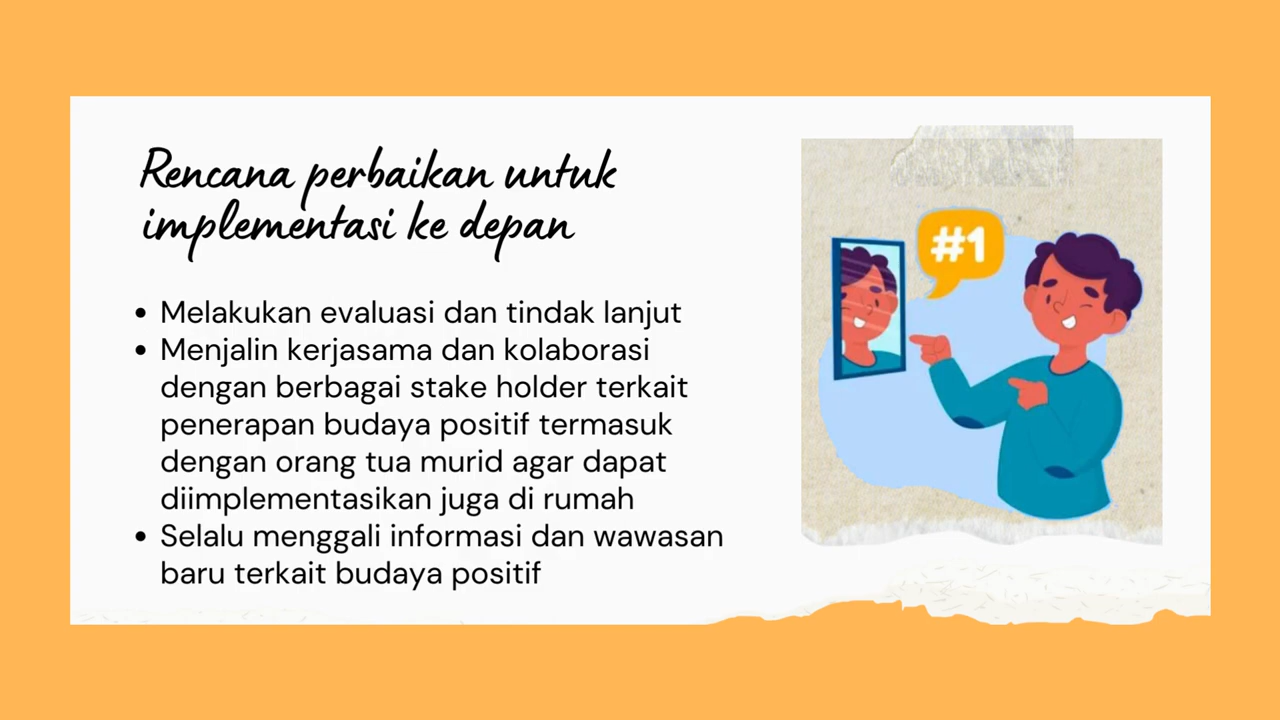 Rencana perbaikan untuk
implementasi ke depan
#1
• Melakukan evaluasi dan tindak lanjut
• Menjalin kerjasama dan kolaborasi
dengan berbagai stake holder terkait
penerapan budaya positif termasuk
dengan orang tua murid agar dapat
diimplementasikan juga di rumah
• Selalu menggali informasi dan wawasan
baru terkait budaya positif